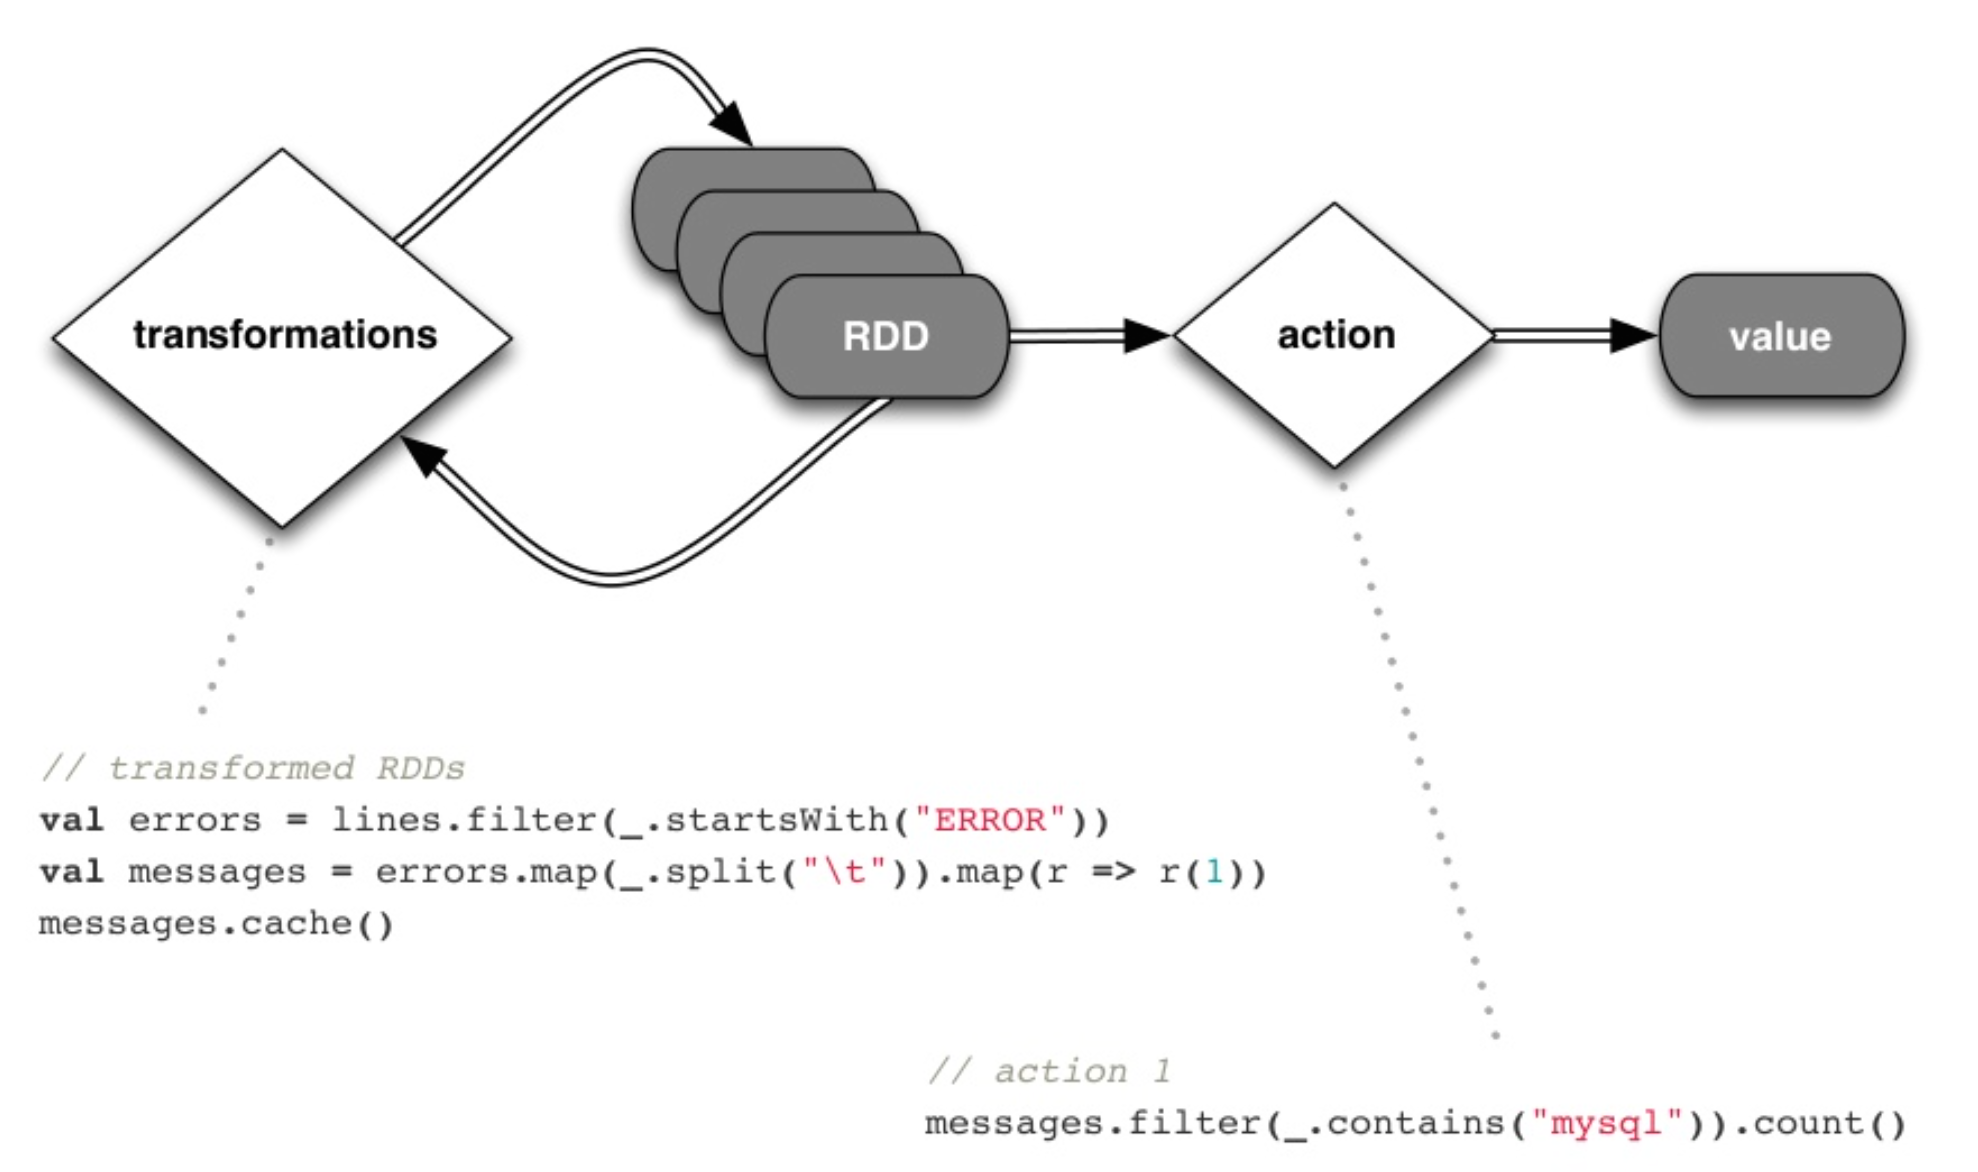 transformations
RDD
action
value
// transformed RDDs
val errors = lines.filter(_.startsWith("ERROR"))
val messages = errors.map(_.split("\t")).map(r => r(1))
messages.cache()
// action 1
messages.filter(_.contains("mysql")).count()